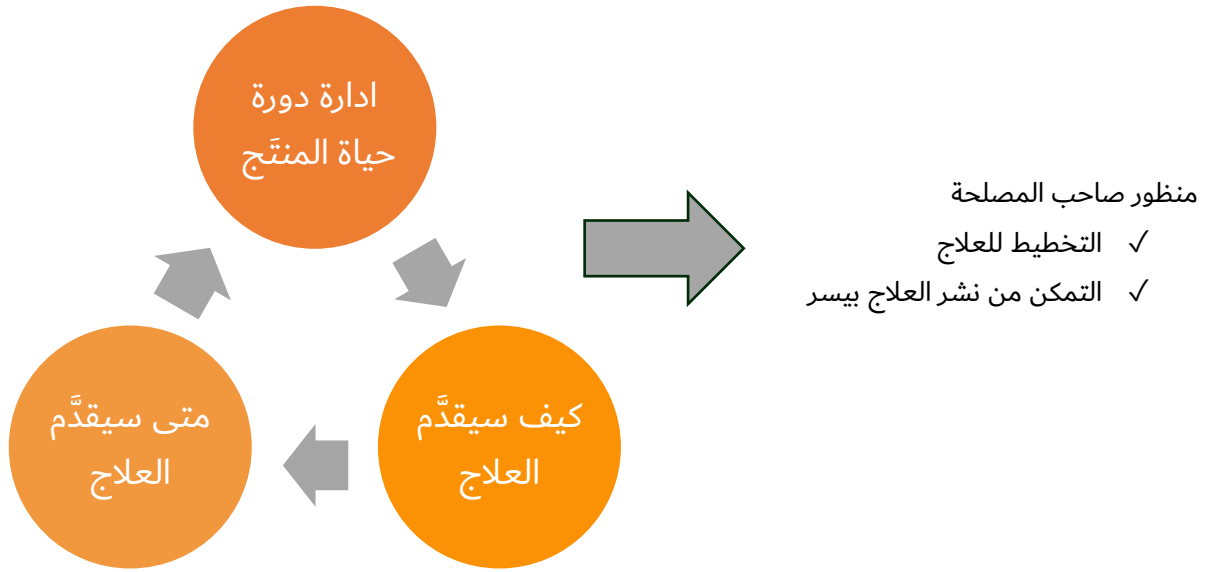 ادارة دورة
حياة المنتَج
كيف سيقدَّم
العلاج
متى سيقدَّم
العلاج
منظور صاحب المصلحة
✓ التخطيط للعلاج
✓ التمكن من نشر العلاج بيسر